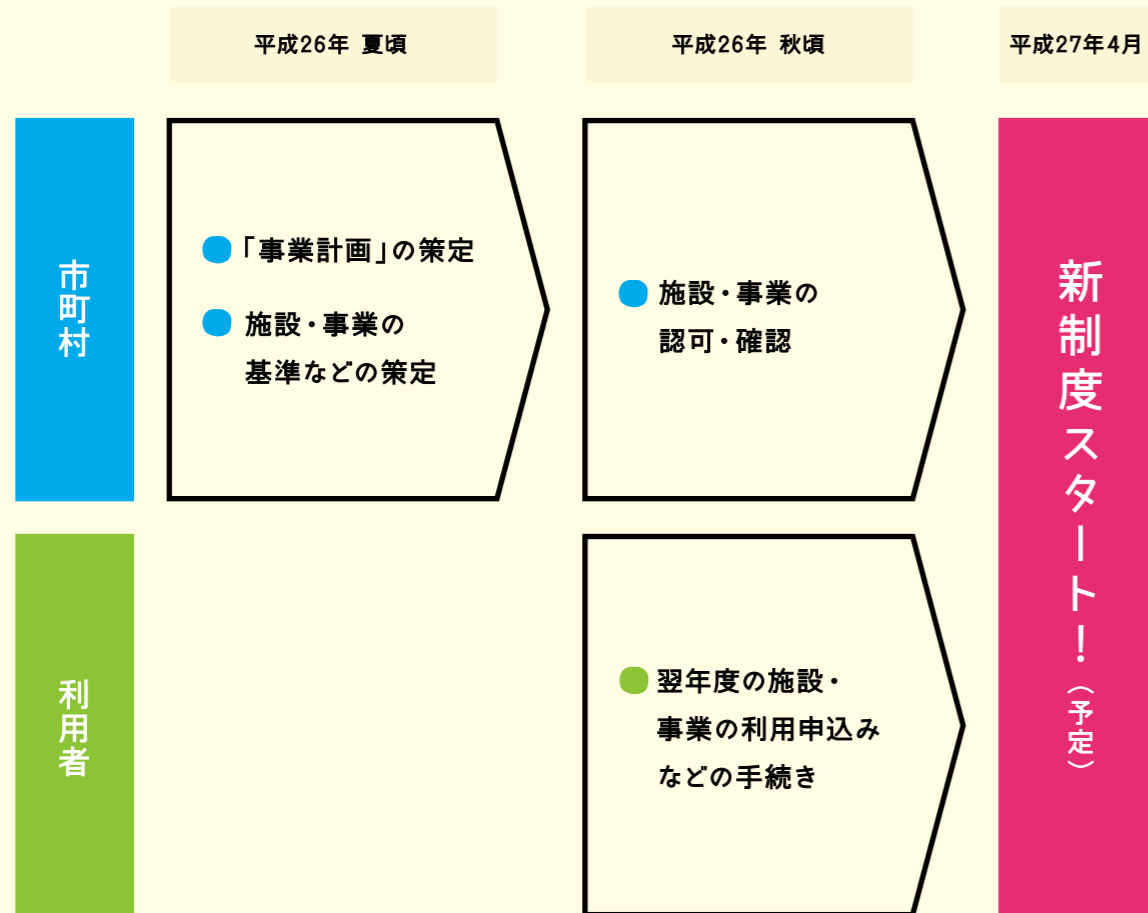 平成26年 夏頃
平成26年 秋頃
平成27年4月
市町村
●「事業計画」の策定
● 施設・事業の
基準などの策定
● 施設・事業の
認可・確認
新制度スタート!(予定)
利用者
● 翌年度の施設・
事業の利用申込み
などの手続き